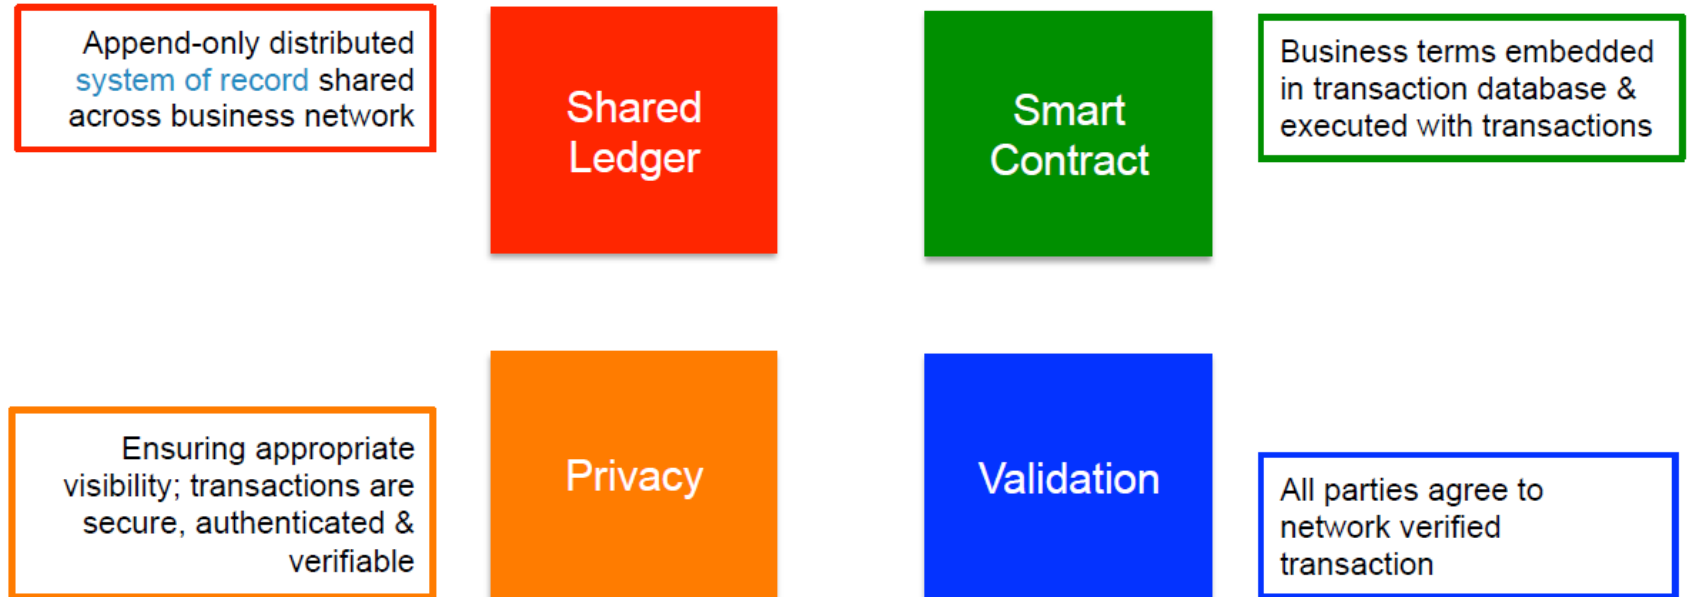 Append-only distributed
system of record shared
across business network
Shared
Ledger
Smart
Contract
Business terms embedded
in transaction database &
executed with transactions
Ensuring appropriate
visibility; transactions are
secure, authenticated &
verifiable
Privacy
Validation
All parties agree to
network verified
transaction